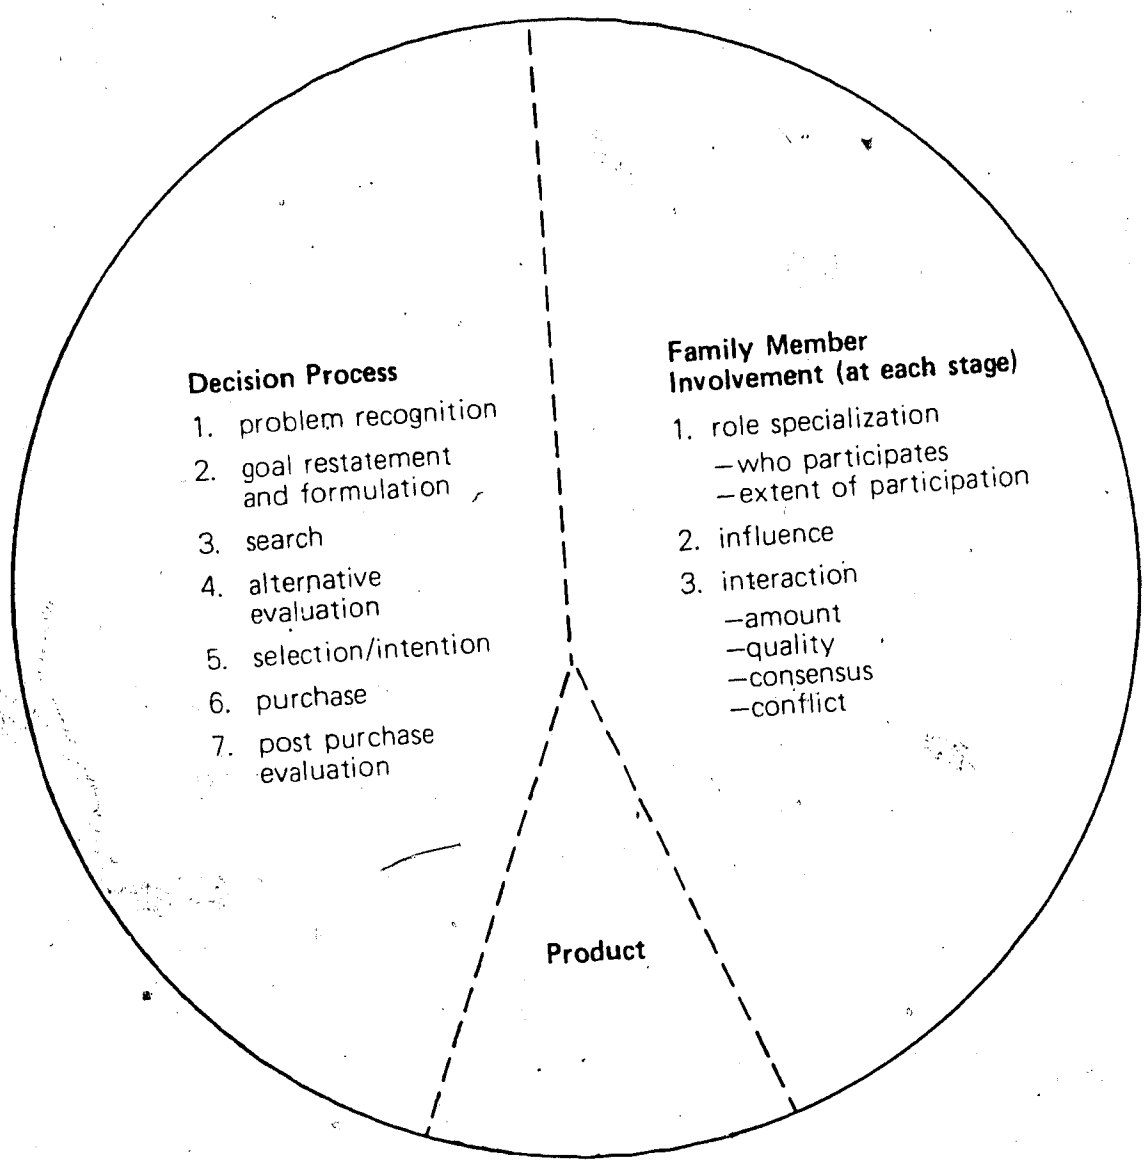 Decision Process
1. problem recognition
2. goal restatement
and formulation
3. search
4. alternative
evaluation
5. selection/intention
6. purchase
7. post purchase
evaluation
Family Member
Involvement (at each stage)
1. role specialization
—who participates
—extent of participation
2. influence
3. interaction
—amount
—quality
—consensus
—conflict
Product